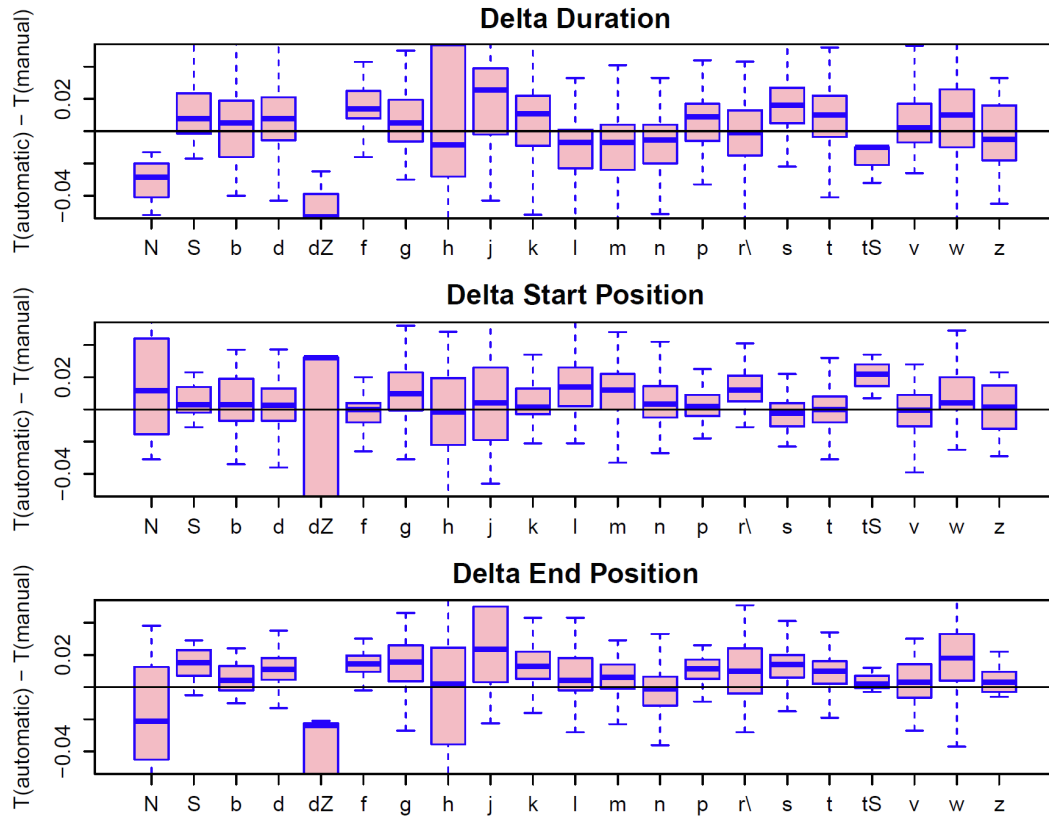 Delta Duration
T(automatic) − T(manual)
0.02
−0.04
N S b d dZ f g h j k l m n p r\ s t tS v w z
Delta Start Position
T(automatic) − T(manual)
0.02
−0.04
N S b d dZ f g h j k l m n p r\ s t tS v w z
Delta End Position
T(automatic) − T(manual)
0.02
−0.04
N S b d dZ f g h j k l m n p r\ s t tS v w z